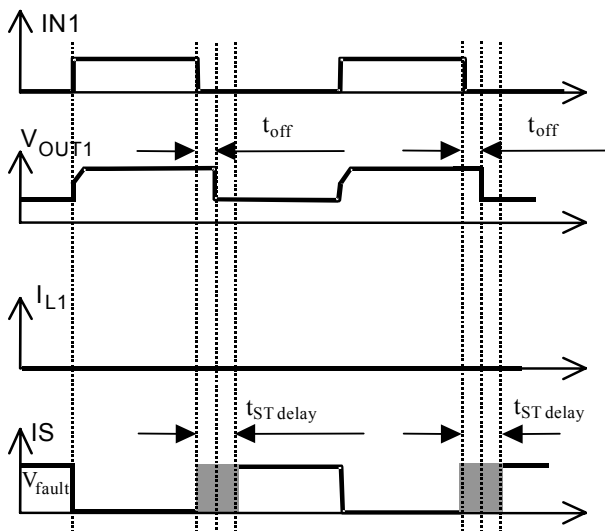 IN1
t_off
t_off
V_OUT1
I_L1
t_ST delay
t_ST delay
IS
V_fault